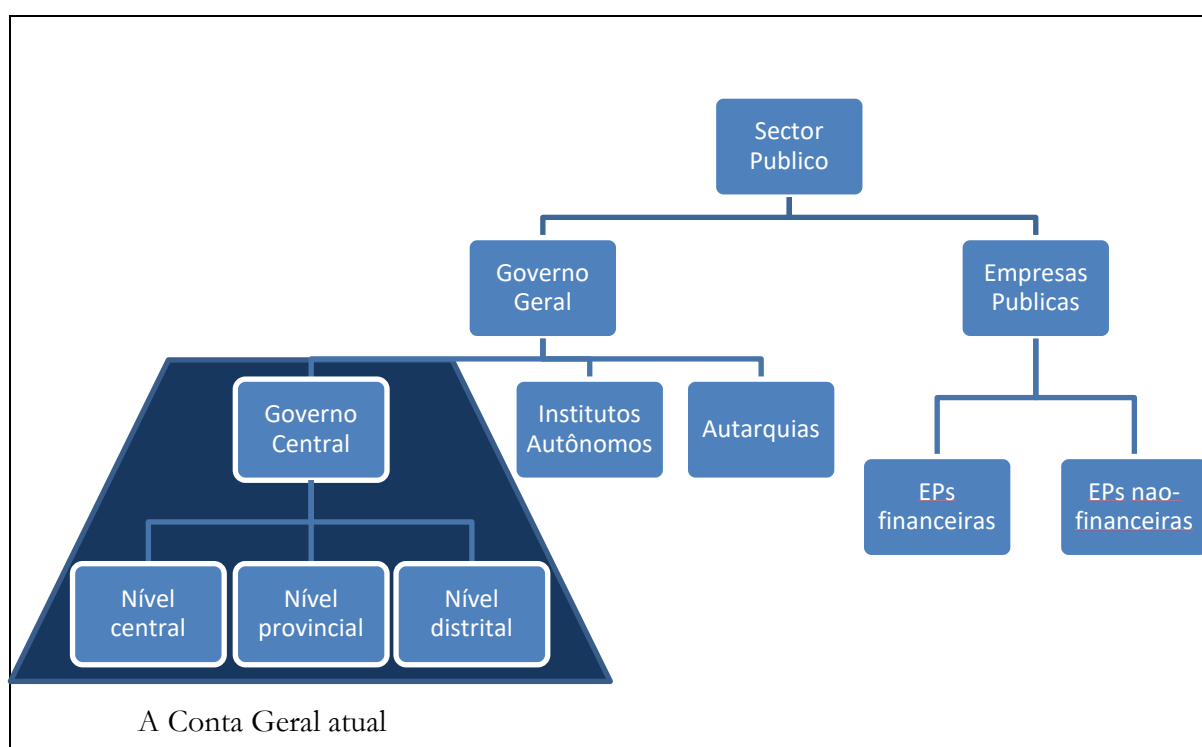 Sector
Publico
Governo
Geral
Empresas
Publicas
Governo
Central
Institutos
Autônomos
Autarquias
EPs
financeiras
EPs nao-
financeiras
Nível
central
Nível
provincial
Nível
distrital
A Conta Geral atual